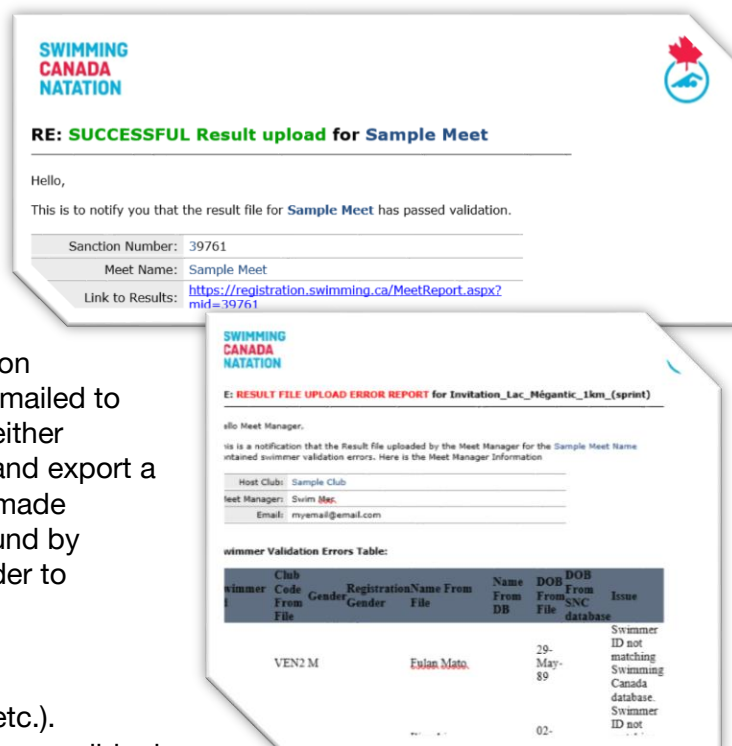 SWIMMING
CANADA
NATATION
RE: SUCCESSFUL Result upload for Sample Meet
Hello,
This is to notify you that the result file for Sample Meet has passed validation.
Sanction Number: 39761
Meet Name: Sample Meet
Link to Results: https://registration.swimming.ca/MeetReport.aspx?
mid=39761
on
mailed to
either
and export a
made
und by
der to
etc.).
SWIMMING
CANADA
NATATION
E: RESULT FILE UPLOAD ERROR REPORT for Invitation_Lac_Mégantic_1km_(sprint)
ello Meet Manager,
is is a notification that the Result file uploaded by the Meet Manager for the Sample Meet Name
ontained swimmer validation errors. Here is the Meet Manager Information
Host Club: Sample Club
Meet Manager: Swim Mer.
Email: myemail@email.com
wimmer Validation Errors Table:
wimmer
Club Code From File
Gender
Registration Gender
Name From File
Name From DB
DOB From File
DOB From SNC database
Issue
VEN2 M
Fulan Mato.
29-May-89
Swimmer ID not matching Swimming Canada database.
02-
Swimmer ID not